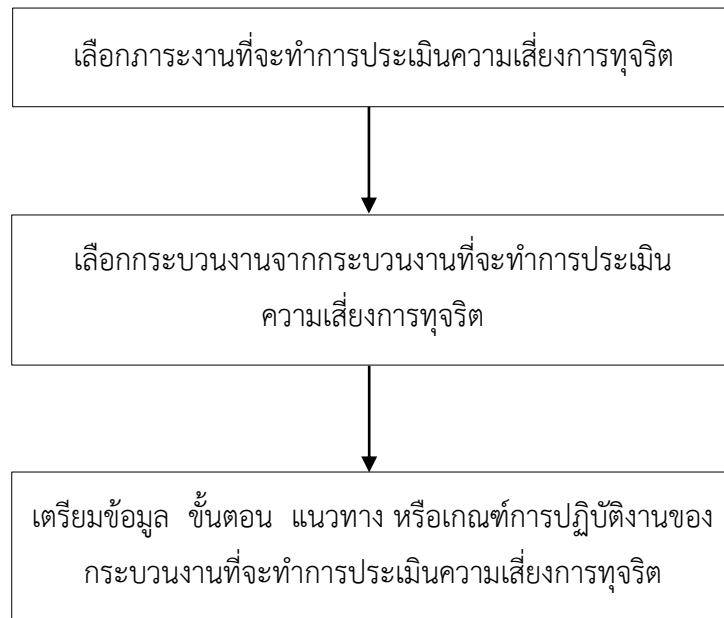 เลือกภาระงานที่จะทำการประเมินความเสี่ยงการทุจริต
เลือกกระบวนงานจากกระบวนงานที่จะทำการประเมิน
ความเสี่ยงการทุจริต
เตรียมข้อมูล ขั้นตอน แนวทาง หรือเกณฑ์การปฏิบัติงานของ
กระบวนงานที่จะทำการประเมินความเสี่ยงการทุจริต